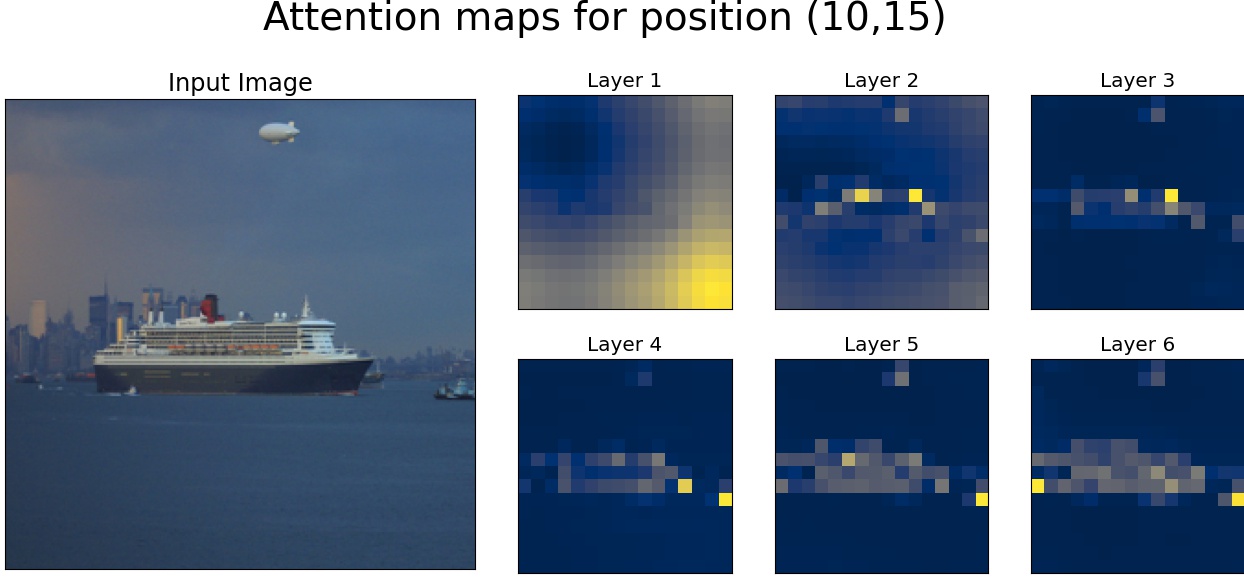 Attention maps for position (10,15)
Input Image
Layer 1
Layer 2
Layer 3
Layer 4
Layer 5
Layer 6